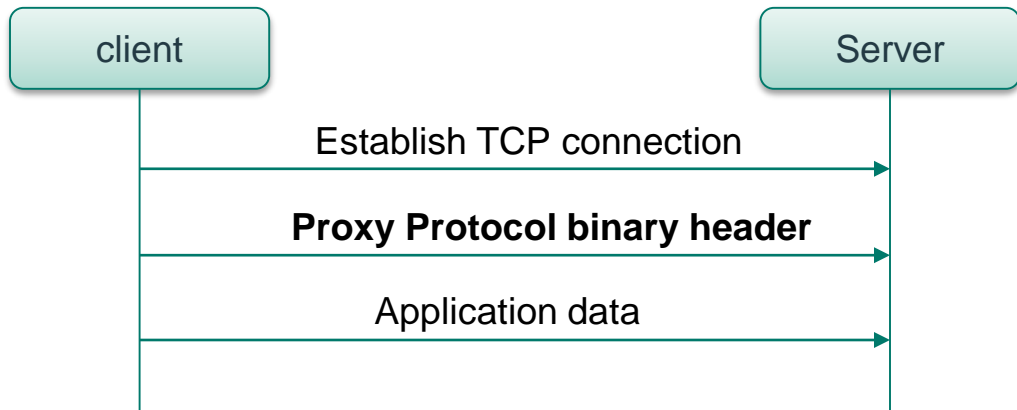 client
Server
Establish TCP connection
Proxy Protocol binary header
Application data